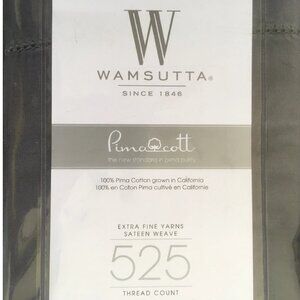 W
WAMSUTTA®
SINCE 1846
Pimacott
the new standard in pima purity
100% Pima Cotton grown in California
100% en Coton Pima cultivé en Californie
EXTRA FINE YARNS
SATEEN WEAVE
525
THREAD COUNT